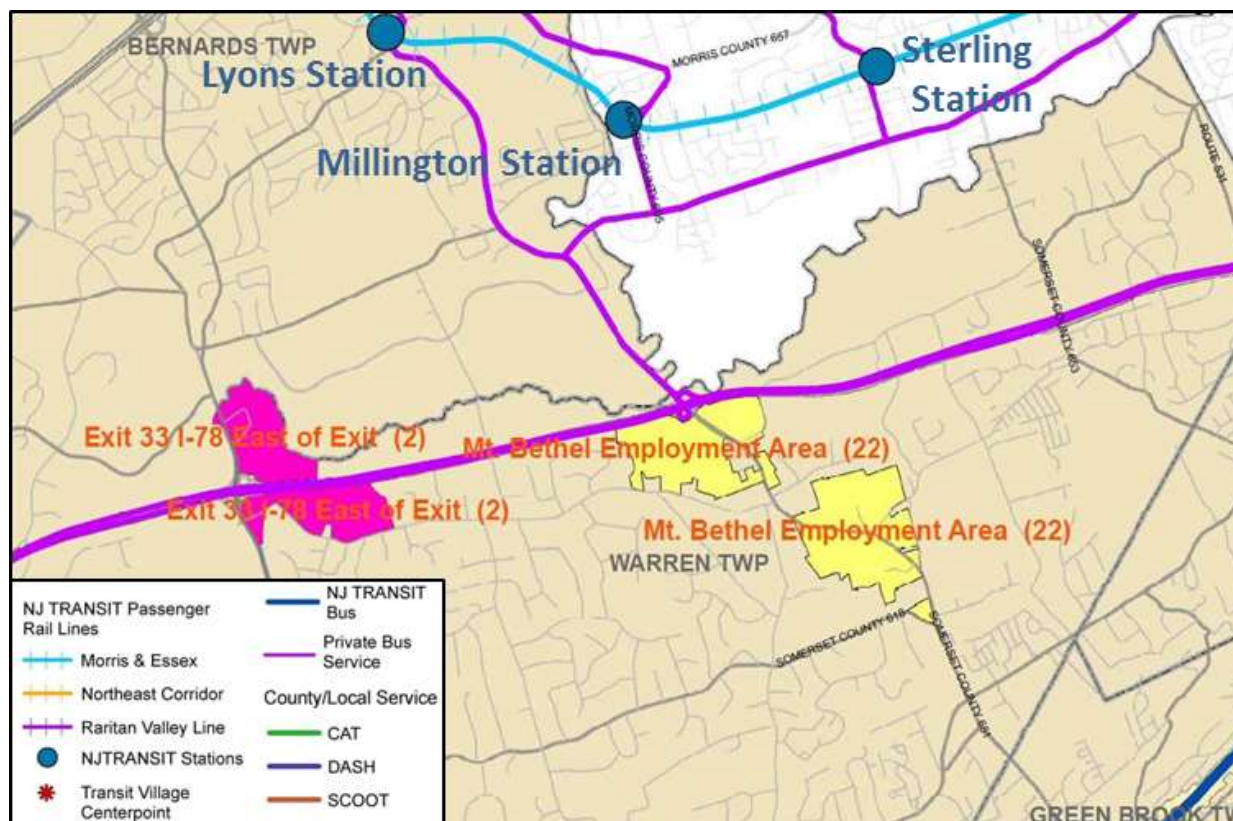 BERNARDS TWP
Lyons Station
MORRIS COUNTY 657
Sterling
Station
Millington Station
ROUTE 531
SOMERSET COUNTY 653
Exit 33 I-78 East of Exit (2)
Mt. Bethel Employment Area (22)
Exit 33 I-78 East of Exit (2)
Mt. Bethel Employment Area (22)
WARREN TWP
SOMERSET COUNTY 618
SOMERSET COUNTY 651
GREEN BROOK TW
NJ TRANSIT Passenger
Rail Lines
Morris & Essex
Northeast Corridor
Raritan Valley Line
NJTRANSIT Stations
Transit Village
Centerpoint
NJ TRANSIT
Bus
Private Bus
Service
County/Local Service
CAT
DASH
SCOOT